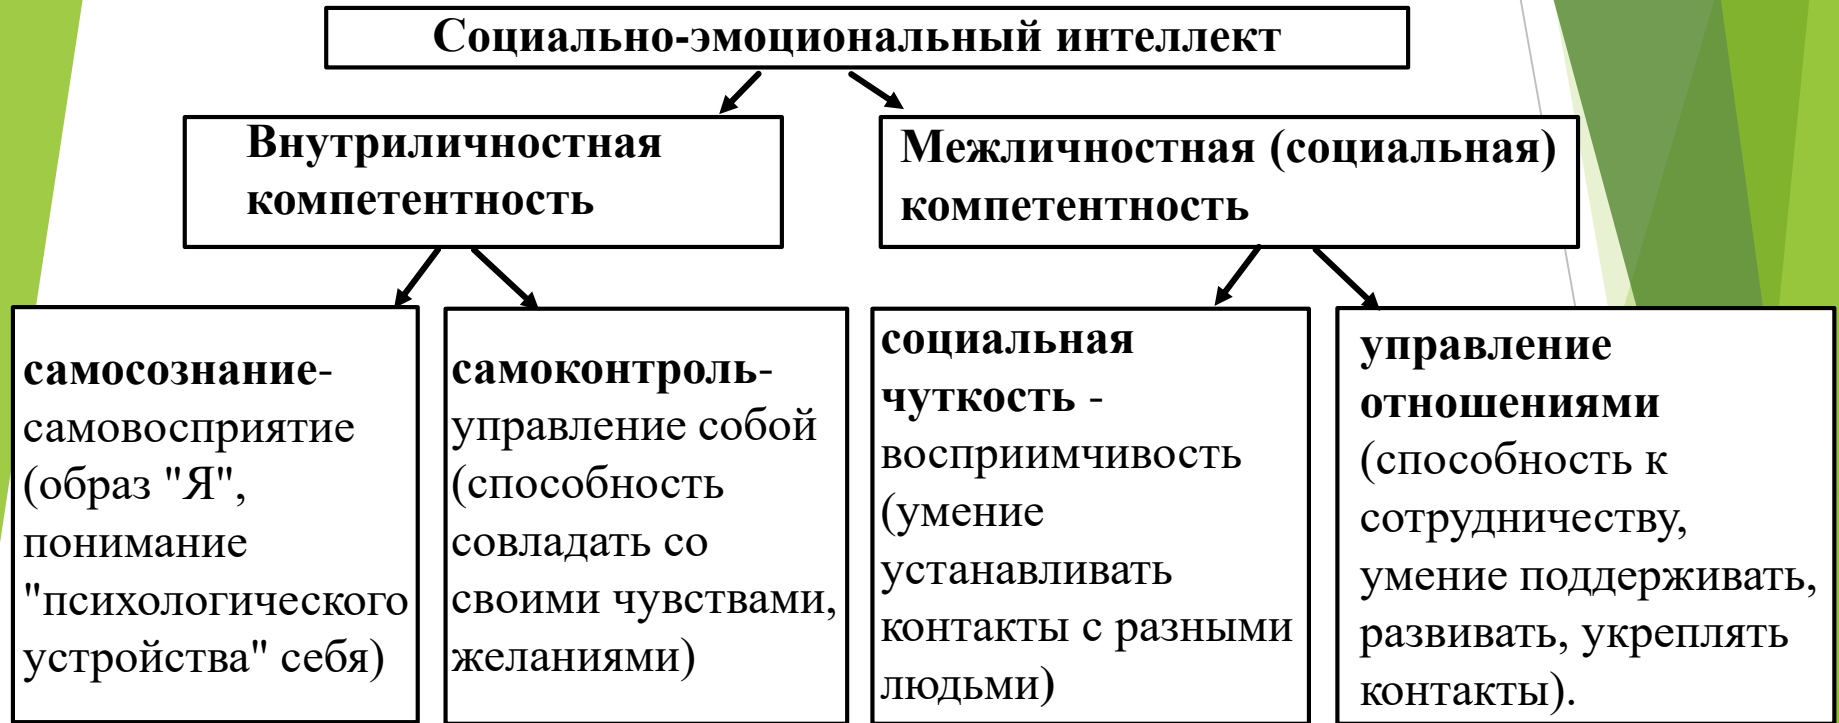 Социально-эмоциональный интеллект
Внутриличностная
компетентность
Межличностная (социальная)
компетентность
самосознание-
самовосприятие
(образ "Я",
понимание
"психологического
устройства" себя)
самоконтроль-
управление собой
(способность
совладать со
своими чувствами,
желаниями)
социальная
чуткость -
восприимчивость
(умение
устанавливать
контакты с разными
людьми)
управление
отношениями
(способность к
сотрудничеству,
умение поддерживать,
развивать, укреплять
контакты).